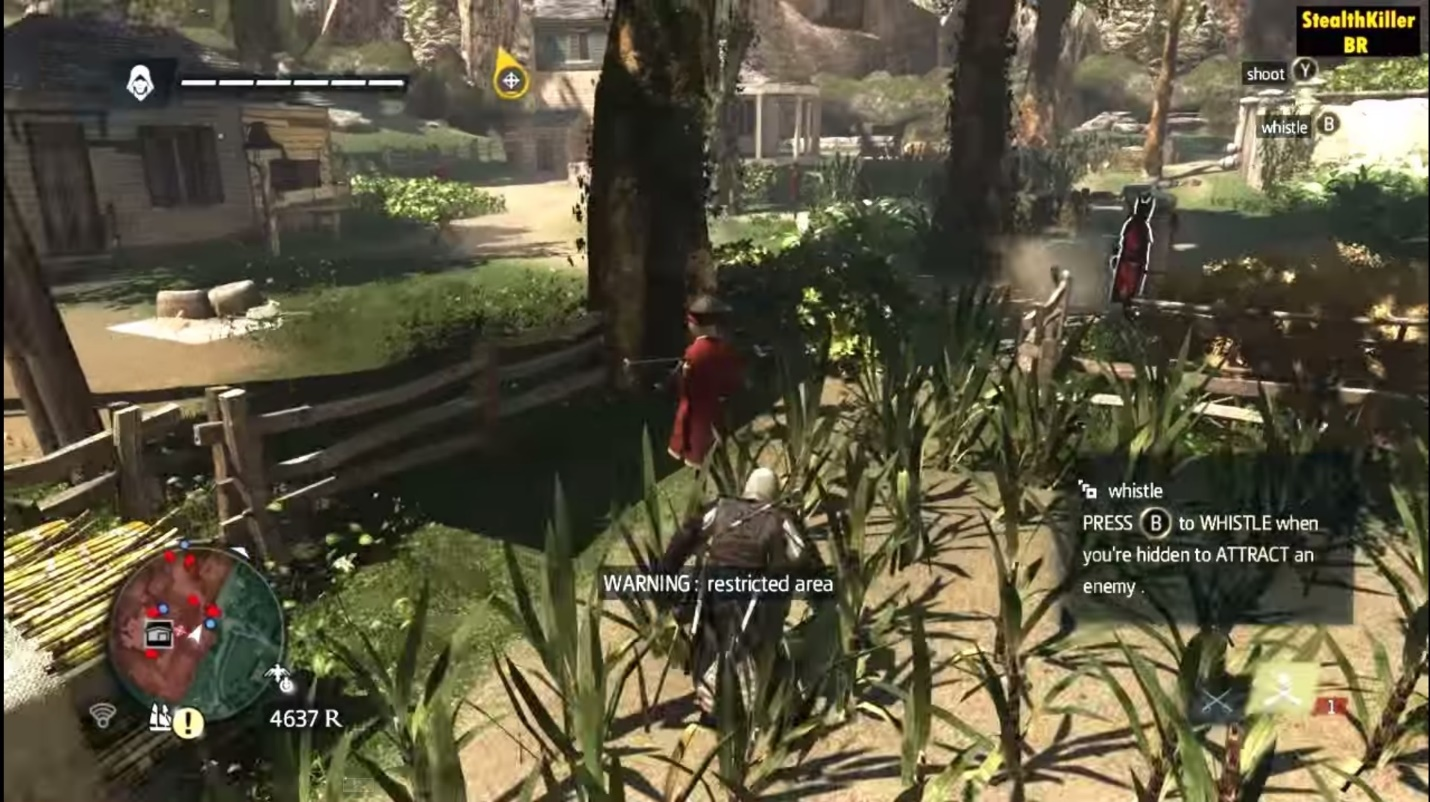 StealthKiller
BR
shoot Y
whistle B
whistle
PRESS B to WHISTLE when
you're hidden to ATTRACT an
enemy .
WARNING : restricted area
4637 R
1